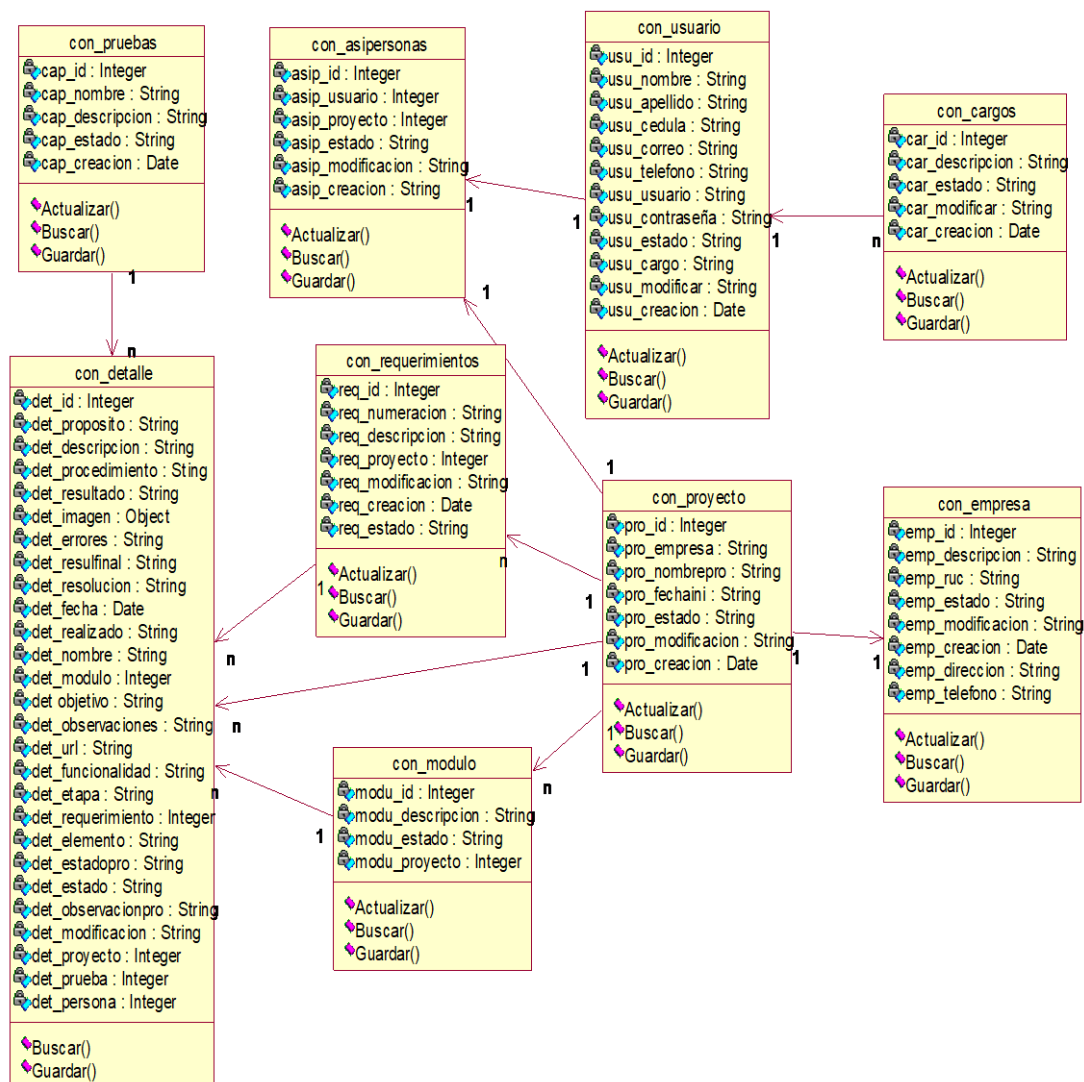 con_pruebas
cap_id : Integer
cap_nombre : String
cap_descripcion : String
cap_estado : String
cap_creacion : Date
Actualizar()
Buscar()
Guardar()
1
n
con_asipersonas
asip_id : Integer
asip_usuario : Integer
asip_proyecto : Integer
asip_estado : String
asip_modificacion : String
asip_creacion : String
Actualizar()
Buscar()
Guardar()
1
1
con_usuario
usu_id : Integer
usu_nombre : String
usu_apellido : String
usu_cedula : String
usu_correo : String
usu_telefono : String
usu_usuario : String
usu_contraseña : String
usu_estado : String
usu_cargo : String
usu_modificar : String
usu_creacion : Date
Actualizar()
Buscar()
Guardar()
1
1
con_cargos
car_id : Integer
car_descripcion : String
car_estado : String
car_modificar : String
car_creacion : Date
Actualizar()
Buscar()
Guardar()
n
con_detalle
det_id : Integer
det_proposito : String
det_descripcion : String
det_procedimiento : Sting
det_resultado : String
det_imagen : Object
det_errores : String
det_resulfinal : String
det_resolucion : String
det_fecha : Date
det_realizado : String
det_nombre : String
det_modulo : Integer
det objetivo : String
det_observaciones : String
det_url : String
det_funcionalidad : String
det_etapa : String
det_requerimiento : Integer
det_elemento : String
det_estadopro : String
det_estado : String
det_observacionpro : String
det_modificacion : String
det_proyecto : Integer
det_prueba : Integer
det_persona : Integer
Buscar()
Guardar()
n
n
n
con_requerimientos
req_id : Integer
req_numeracion : String
req_descripcion : String
req_proyecto : Integer
req_modificacion : String
req_creacion : Date
req_estado : String
Actualizar()
Buscar()
Guardar()
1
n
con_proyecto
pro_id : Integer
pro_empresa : String
pro_nombrepro : String
pro_fechaini : String
pro_estado : String
pro_modificacion : String
pro_creacion : Date
Actualizar()
Buscar()
Guardar()
1
1
1
1
1
con_empresa
emp_id : Integer
emp_descripcion : String
emp_ruc : String
emp_estado : String
emp_modificacion : String
emp_creacion : Date
emp_direccion : String
emp_telefono : String
Actualizar()
Buscar()
Guardar()
1
con_modulo
modu_id : Integer
modu_descripcion : String
modu_estado : String
modu_proyecto : Integer
Actualizar()
Buscar()
Guardar()
1
n